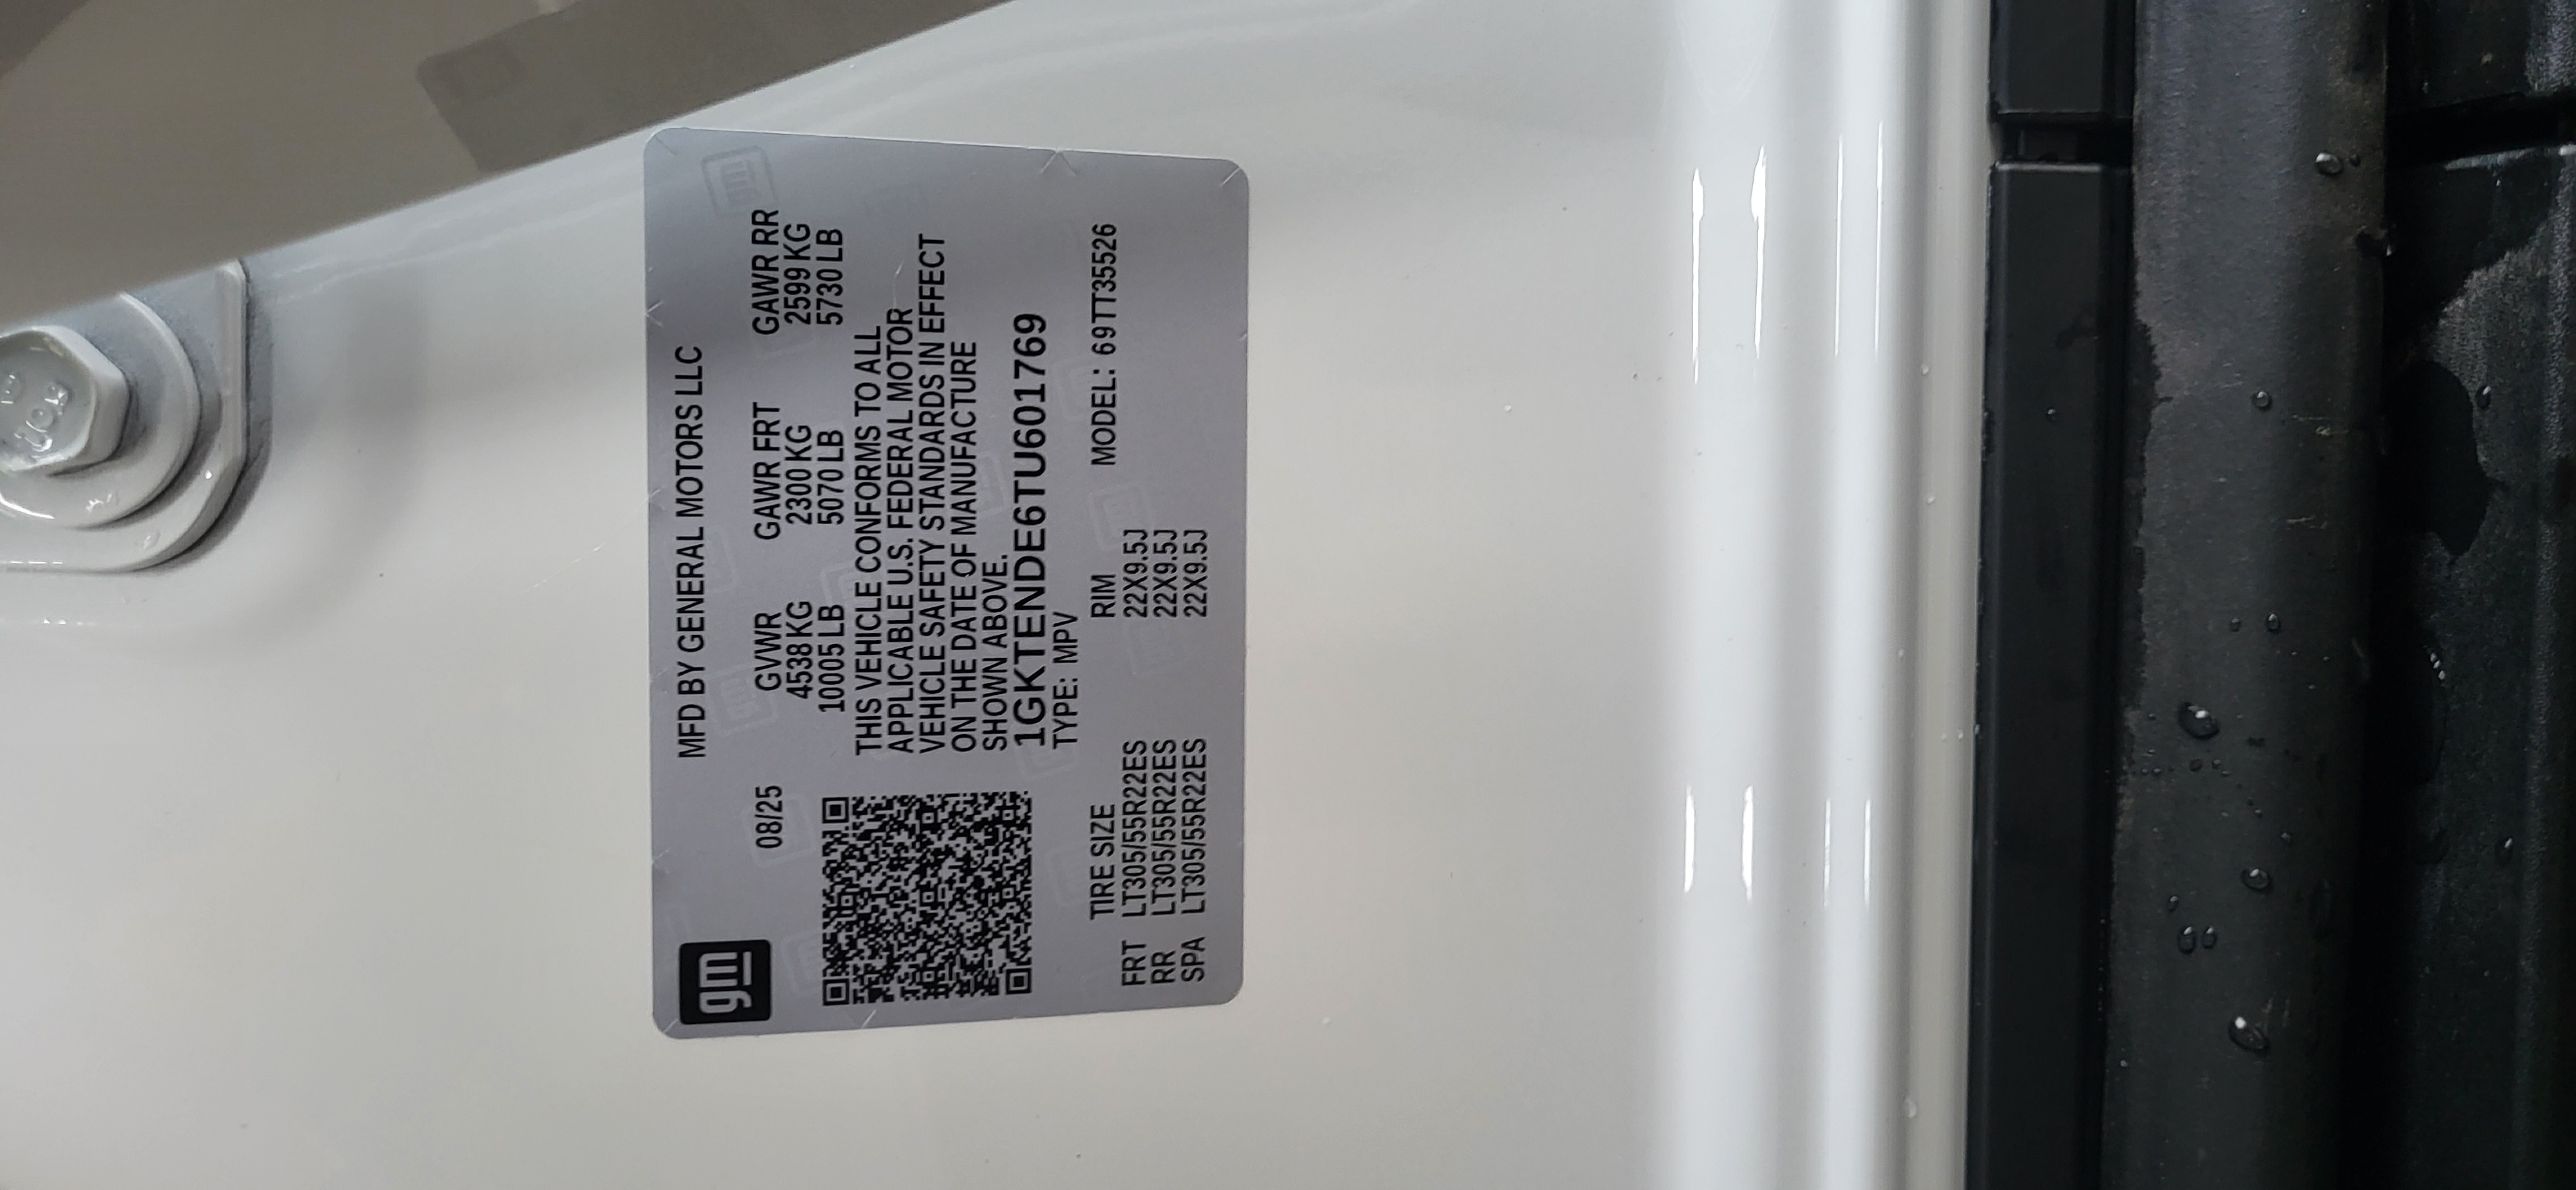 gm
MFD BY GENERAL MOTORS LLC
08/25
GVWR GAWR FRT GAWR RR
4538 KG 2300 KG 2599 KG
10005 LB 5070 LB 5730 LB
THIS VEHICLE CONFORMS TO ALL
APPLICABLE U.S. FEDERAL MOTOR
VEHICLE SAFETY STANDARDS IN EFFECT
ON THE DATE OF MANUFACTURE
SHOWN ABOVE.
1GKTENDE6TU601769
TYPE: MPV
TIRE SIZE RIM MODEL: 69TT35526
FRT LT305/55R22ES 22X9.5J
RR LT305/55R22ES 22X9.5J
SPA LT305/55R22ES 22X9.5J